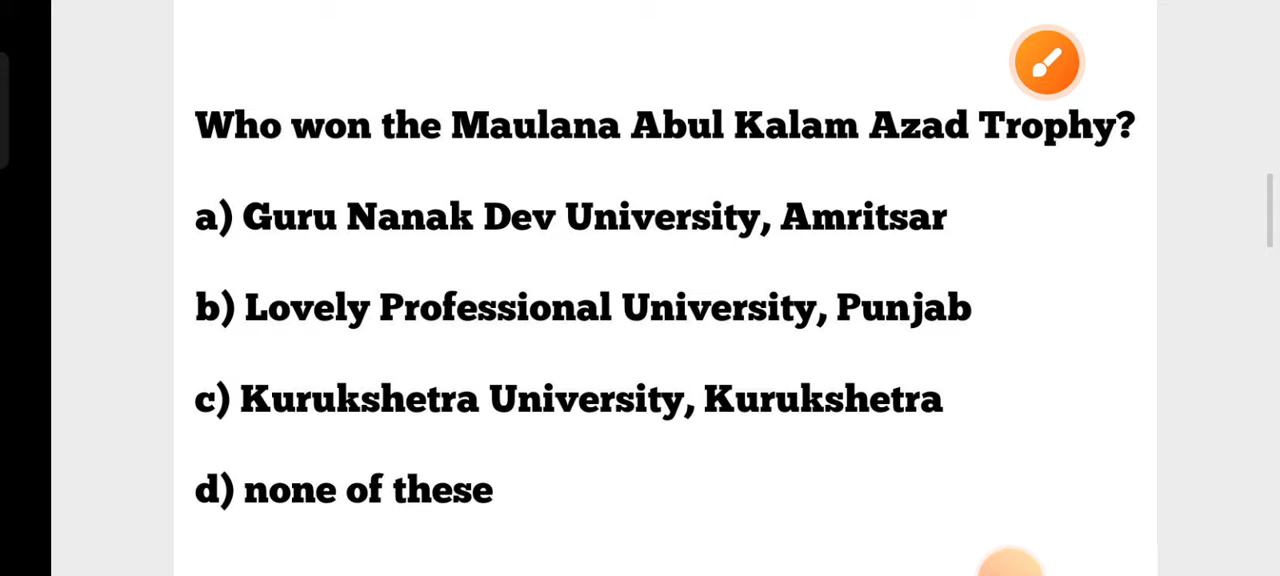 Who won the Maulana Abul Kalam Azad Trophy?
a) Guru Nanak Dev University, Amritsar
b) Lovely Professional University, Punjab
c) Kurukshetra University, Kurukshetra
d) none of these